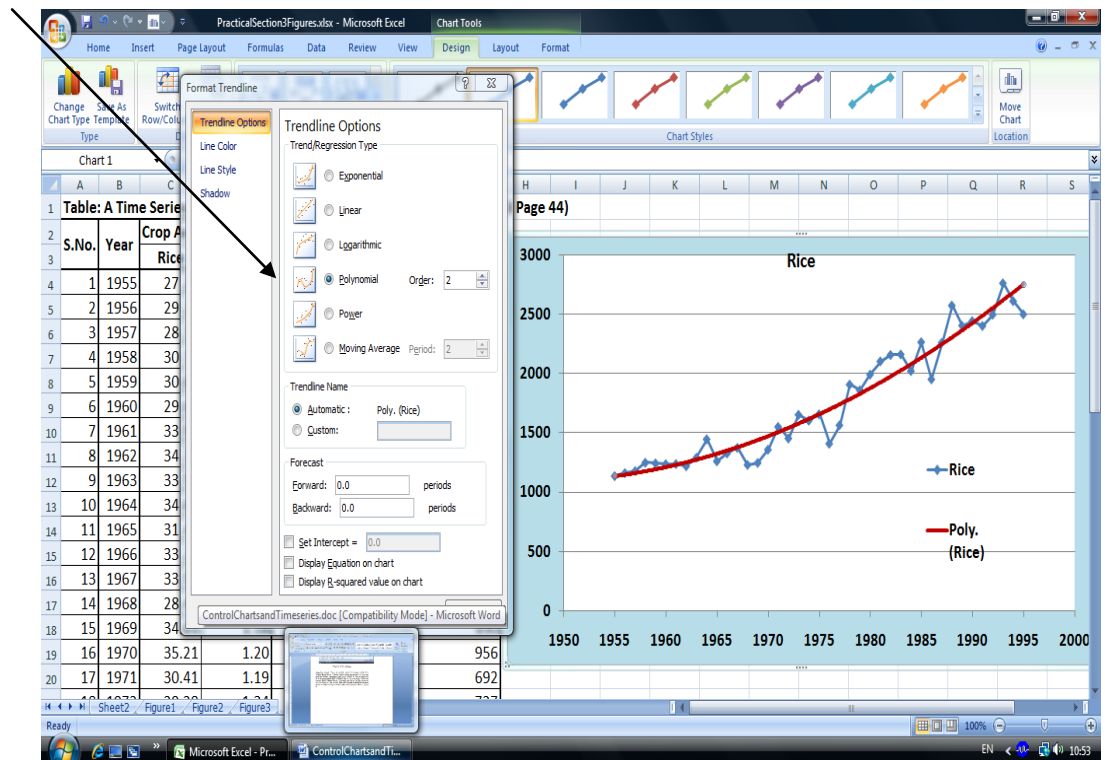 PracticalSection3Figures.xlsx - Microsoft Excel
Chart Tools
Home Insert Page Layout Formulas Data Review View Design Layout Format
Change Chart Type
Save As Template
Switch
Type
Chart Styles
Move Chart
Location
Chart 1
A B C H I J K L M N O P Q R S
1 Table: A Time Serie Page 44)
2 S.No. Year Crop A
3 Rice
4 1 1955 27
5 2 1956 29
6 3 1957 28
7 4 1958 30
8 5 1959 30
9 6 1960 29
10 7 1961 33
11 8 1962 34
12 9 1963 33
13 10 1964 34
14 11 1965 31
15 12 1966 33
16 13 1967 33
17 14 1968 28
18 15 1969 34
19 16 1970 35.21 1.20 956
20 17 1971 30.41 1.19 692
Format Trendline
Trendline Options
Line Color
Line Style
Shadow
Trendline Options
Trend/Regression Type
Exponential
Linear
Logarithmic
Polynomial Order: 2
Power
Moving Average Period: 2
Trendline Name
Automatic : Poly. (Rice)
Custom:
Forecast
Forward: 0.0 periods
Backward: 0.0 periods
Set Intercept = 0.0
Display Equation on chart
Display R-squared value on chart
ControlChartsandTimeseries.doc [Compatibility Mode] - Microsoft Word
Rice
3000
2500
2000
1500
1000
500
0
1950 1955 1960 1965 1970 1975 1980 1985 1990 1995 2000
Rice
Poly.
(Rice)
Sheet2 Figure1 Figure2 Figure3
Ready 100%
Microsoft Excel - Pr... ControlChartsandTi... EN 10:53